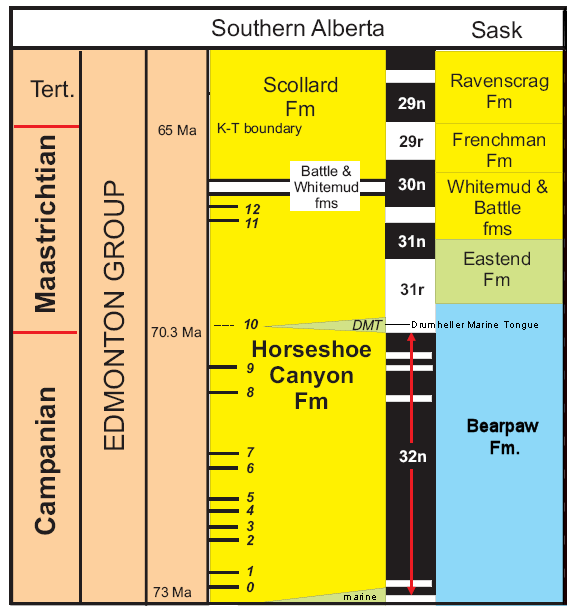 Southern Alberta
Sask
Tert.
Maastrichtian
Campanian
EDMONTON GROUP
65 Ma
70.3 Ma
73 Ma
Scollard
Fm
K-T boundary
Battle &
Whitemud
fms
12
11
10
DMT
Drumheller Marine Tongue
Horseshoe
Canyon
Fm
9
8
7
6
5
4
3
2
1
0
marine
29n
29r
30n
31n
31r
32n
Ravenscrag
Fm
Frenchman
Fm
Whitemud &
Battle
fms
Eastend
Fm
Bearpaw
Fm.